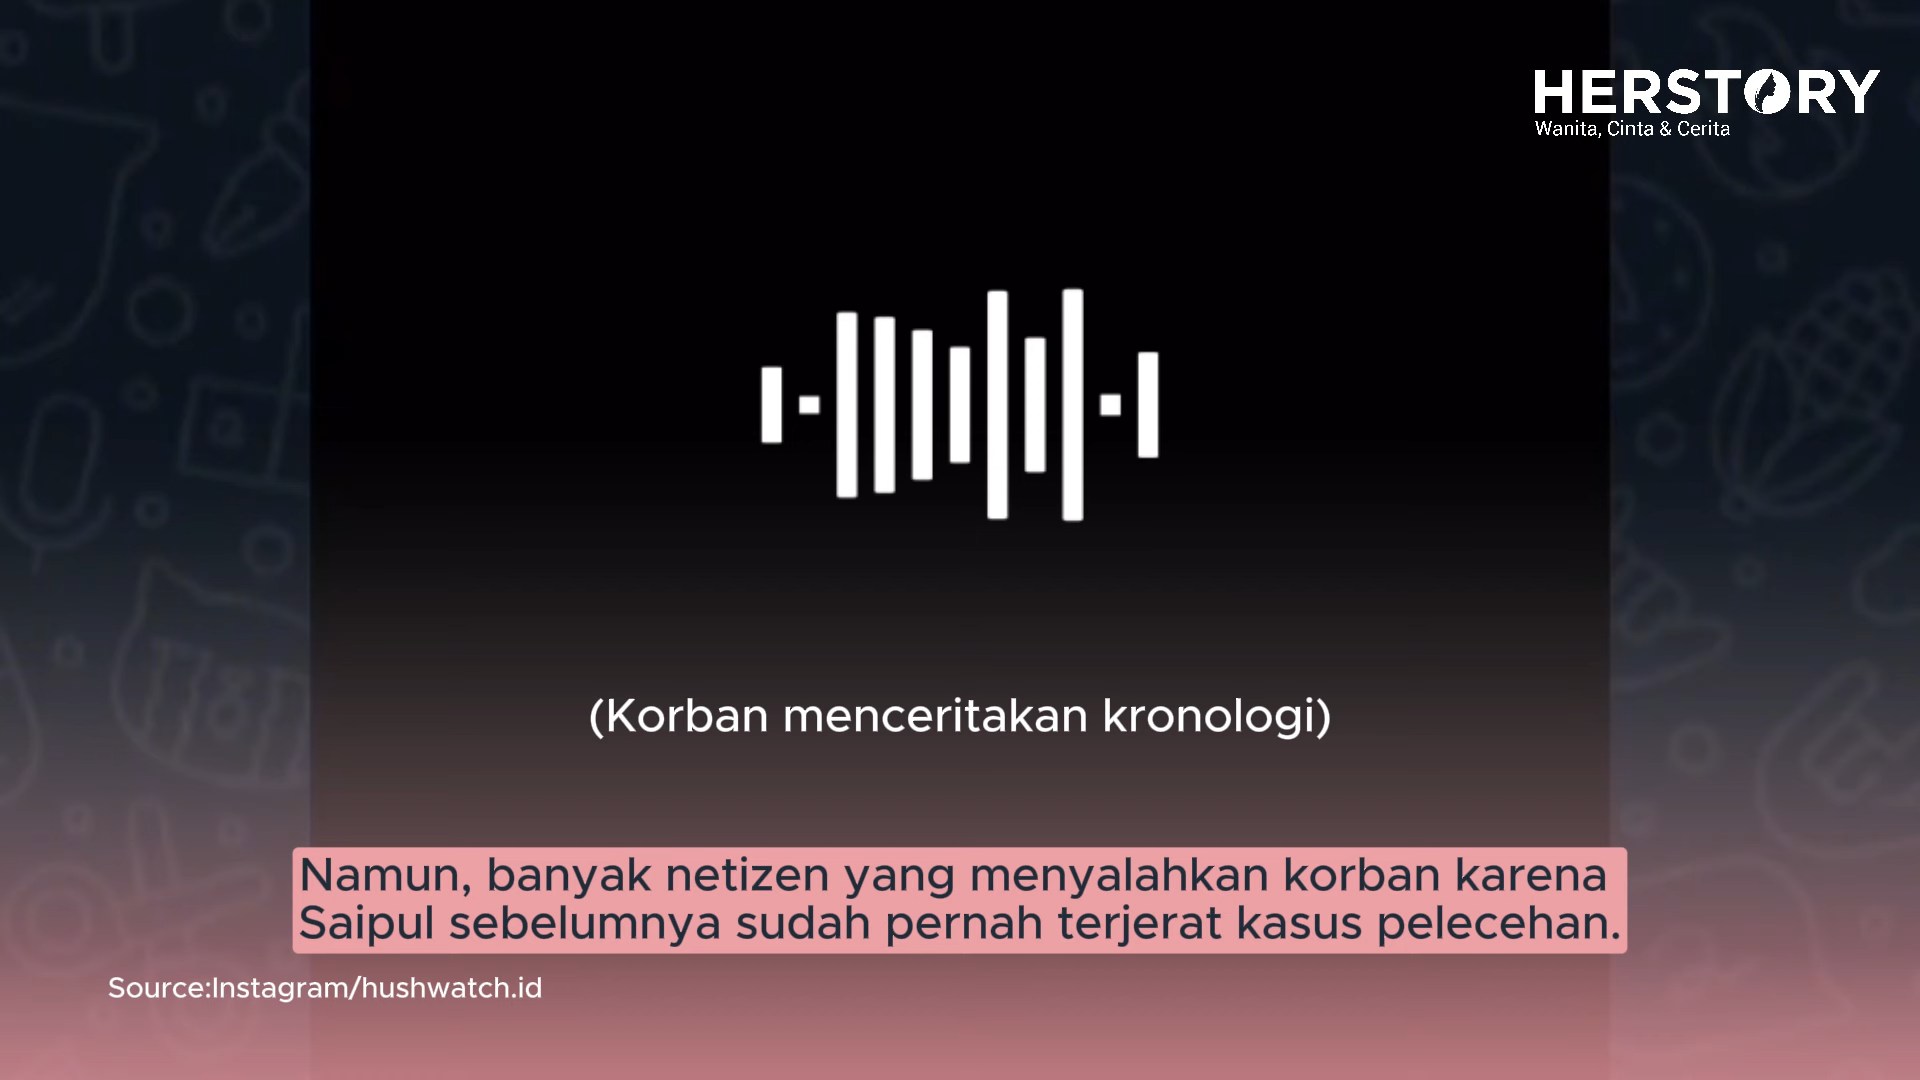 HERSTORY
Wanita, Cinta & Cerita
(Korban menceritakan kronologi)
Namun, banyak netizen yang menyalahkan korban karena
Saipul sebelumnya sudah pernah terjerat kasus pelecehan.
Source:Instagram/hushwatch.id